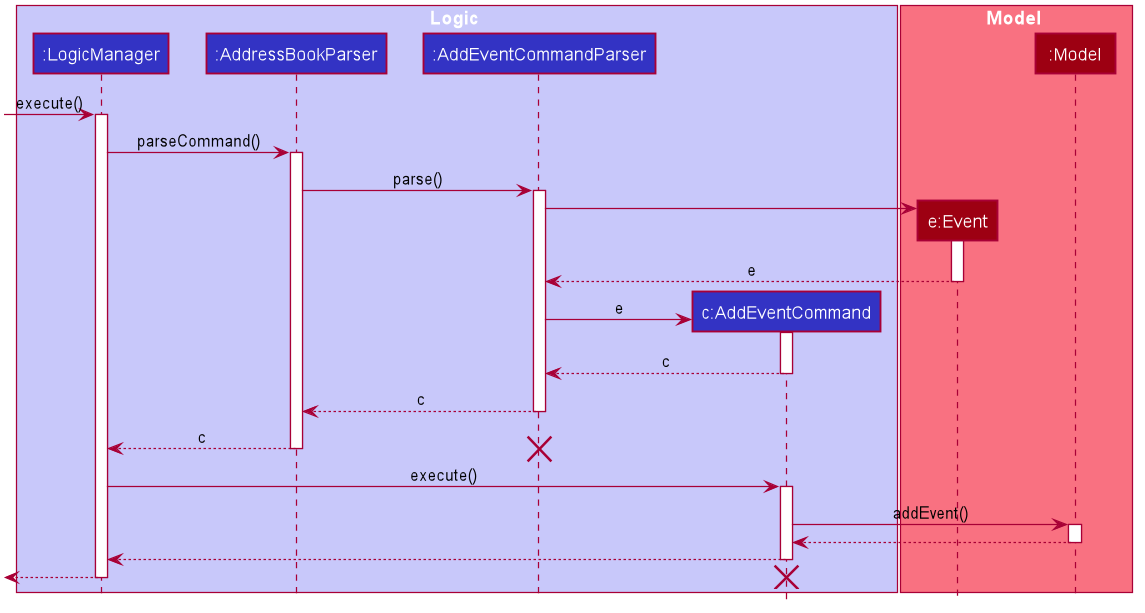 Logic
Model
:LogicManager
:AddressBookParser
:AddEventCommandParser
:Model
execute()
parseCommand()
parse()
e:Event
e
e
c:AddEventCommand
c
c
c
execute()
addEvent()